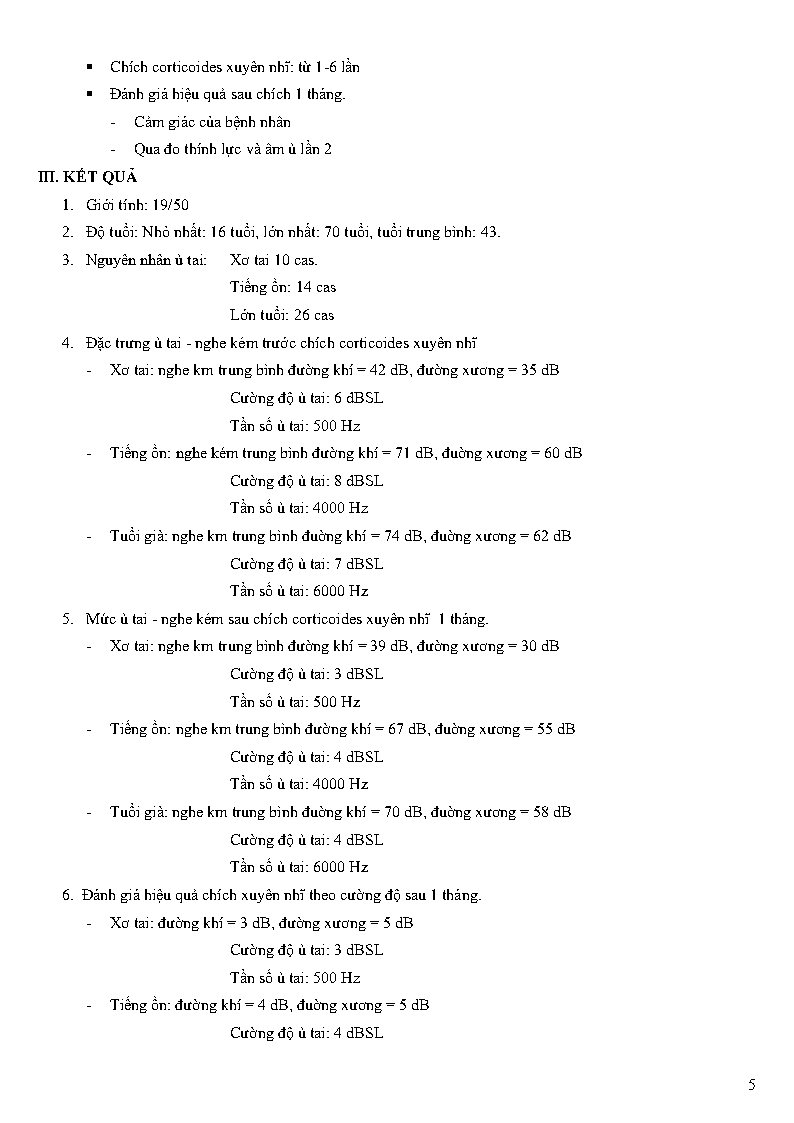 ▪ Chích corticoides xuyên nhĩ: từ 1-6 lần
▪ Đánh giá hiệu quả sau chích 1 tháng.
- Cảm giác của bệnh nhân
- Qua đo thính lực và âm ù lần 2
III. KẾT QUẢ
1. Giới tính: 19/50
2. Độ tuổi: Nhỏ nhất: 16 tuổi, lớn nhất: 70 tuổi, tuổi trung bình: 43.
3. Nguyên nhân ù tai: Xơ tai 10 cas.
Tiếng ồn: 14 cas
Lớn tuổi: 26 cas
4. Đặc trưng ù tai - nghe kém trước chích corticoides xuyên nhĩ
- Xơ tai: nghe km trung bình đường khí = 42 dB, đường xương = 35 dB
Cường độ ù tai: 6 dBSL
Tần số ù tai: 500 Hz
- Tiếng ồn: nghe kém trung bình đường khí = 71 dB, đuờng xương = 60 dB
Cường độ ù tai: 8 dBSL
Tần số ù tai: 4000 Hz
- Tuổi già: nghe km trung bình đuờng khí = 74 dB, đuờng xương = 62 dB
Cường độ ù tai: 7 dBSL
Tần số ù tai: 6000 Hz
5. Mức ù tai - nghe kém sau chích corticoides xuyên nhĩ 1 tháng.
- Xơ tai: nghe km trung bình đường khí = 39 dB, đường xương = 30 dB
Cường độ ù tai: 3 dBSL
Tần số ù tai: 500 Hz
- Tiếng ồn: nghe km trung bình đường khí = 67 dB, đuờng xương = 55 dB
Cường độ ù tai: 4 dBSL
Tần số ù tai: 4000 Hz
- Tuổi già: nghe km trung bình đuờng khí = 70 dB, đuờng xương = 58 dB
Cường độ ù tai: 4 dBSL
Tần số ù tai: 6000 Hz
6. Đánh giá hiệu quả chích xuyên nhĩ theo cường độ sau 1 tháng.
- Xơ tai: đường khí = 3 dB, đường xương = 5 dB
Cường độ ù tai: 3 dBSL
Tần số ù tai: 500 Hz
- Tiếng ồn: đường khí = 4 dB, đuờng xương = 5 dB
Cường độ ù tai: 4 dBSL
5